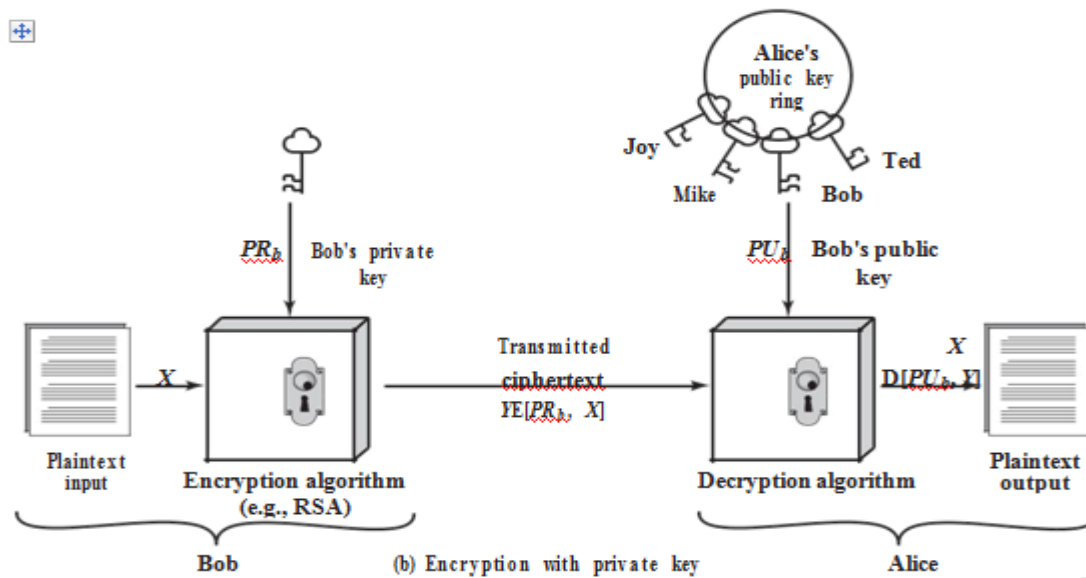 Alice's
public key
ring
Joy
Ted
Mike
Bob
PRb
Bob's private
key
PUb
Bob's public
key
X
Transmitted
ciphertext
YE[PRb, X]
X
D[PUb, Y]
Plaintext
input
Encryption algorithm
(e.g., RSA)
Decryption algorithm
Plaintext
output
Bob
(b) Encryption with private key
Alice